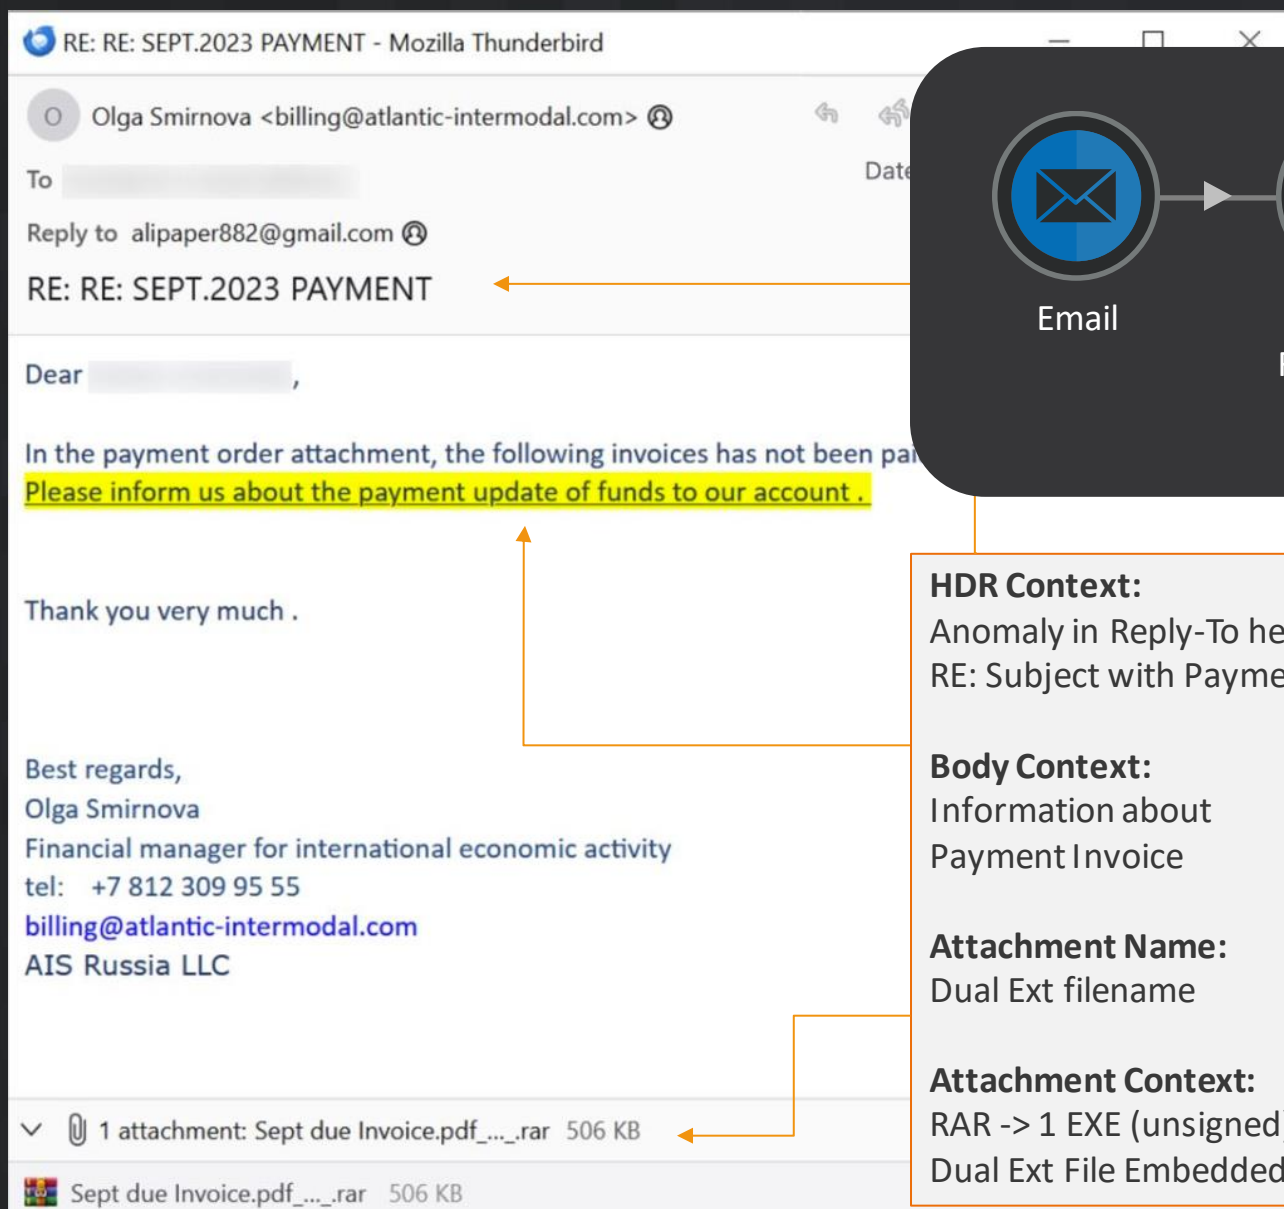 RE: RE: SEPT.2023 PAYMENT - Mozilla Thunderbird
O Olga Smirnova <billing@atlantic-intermodal.com>
To
Date
Reply to alipaper882@gmail.com
RE: RE: SEPT.2023 PAYMENT
Email
Dear ,
In the payment order attachment, the following invoices has not been pai
Please inform us about the payment update of funds to our account .
Thank you very much .
Best regards,
Olga Smirnova
Financial manager for international economic activity
tel: +7 812 309 95 55
billing@atlantic-intermodal.com
AIS Russia LLC
1 attachment: Sept due Invoice.pdf_..._.rar 506 KB
Sept due Invoice.pdf_..._.rar 506 KB
HDR Context:
Anomaly in Reply-To he
RE: Subject with Payme
Body Context:
Information about
Payment Invoice
Attachment Name:
Dual Ext filename
Attachment Context:
RAR -> 1 EXE (unsigned)
Dual Ext File Embedded